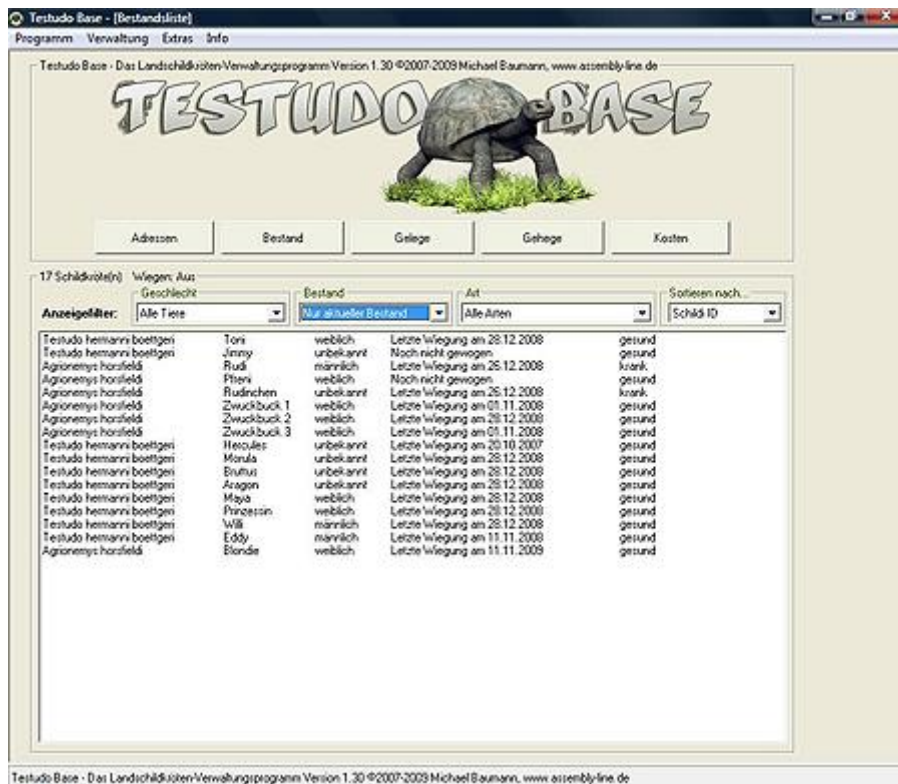 Testudo Base - [Bestandsliste]
Programm Verwaltung Extras Info
Testudo Base - Das Landschildkröten-Verwaltungsprogramm Version 1.30 ©2007-2009 Michael Baumann, www.assembly-line.de
TESTUDO BASE
Adressen Bestand Gelege Gehege Kosten
17 Schildkröte(n) Wiegen: Aus
Geschlecht Bestand Art Sortieren nach...
Anzeigefilter: Alle Tiere Nur aktueller Bestand Alle Arten Schildi ID
Testudo hermanni boettgeri Toni weiblich Letzte Wiegung am 28.12.2008 gesund
Testudo hermanni boettgeri Jimmy unbekannt Noch nicht gewogen gesund
Agrionemys horsfieldi Rudi männlich Letzte Wiegung am 26.12.2008 krank
Agrionemys horsfieldi Pheni weiblich Noch nicht gewogen gesund
Agrionemys horsfieldi Rudinchen unbekannt Letzte Wiegung am 26.12.2008 krank
Agrionemys horsfieldi Zwuckbuck 1 weiblich Letzte Wiegung am 01.11.2008 gesund
Agrionemys horsfieldi Zwuckbuck 2 weiblich Letzte Wiegung am 28.12.2008 gesund
Agrionemys horsfieldi Zwuckbuck 3 weiblich Letzte Wiegung am 01.11.2008 gesund
Testudo hermanni boettgeri Hercules unbekannt Letzte Wiegung am 20.10.2007 gesund
Testudo hermanni boettgeri Morula unbekannt Letzte Wiegung am 28.12.2008 gesund
Testudo hermanni boettgeri Bruttus unbekannt Letzte Wiegung am 28.12.2008 gesund
Testudo hermanni boettgeri Aragon unbekannt Letzte Wiegung am 28.12.2008 gesund
Testudo hermanni boettgeri Maya weiblich Letzte Wiegung am 28.12.2008 gesund
Testudo hermanni boettgeri Prinzessin weiblich Letzte Wiegung am 28.12.2008 gesund
Testudo hermanni boettgeri Willi männlich Letzte Wiegung am 28.12.2008 gesund
Testudo hermanni boettgeri Eddy männlich Letzte Wiegung am 11.11.2008 gesund
Agrionemys horsfieldi Blondie weiblich Letzte Wiegung am 11.11.2009 gesund
Testudo Base - Das Landschildkröten-Verwaltungsprogramm Version 1.30 ©2007-2009 Michael Baumann, www.assembly-line.de